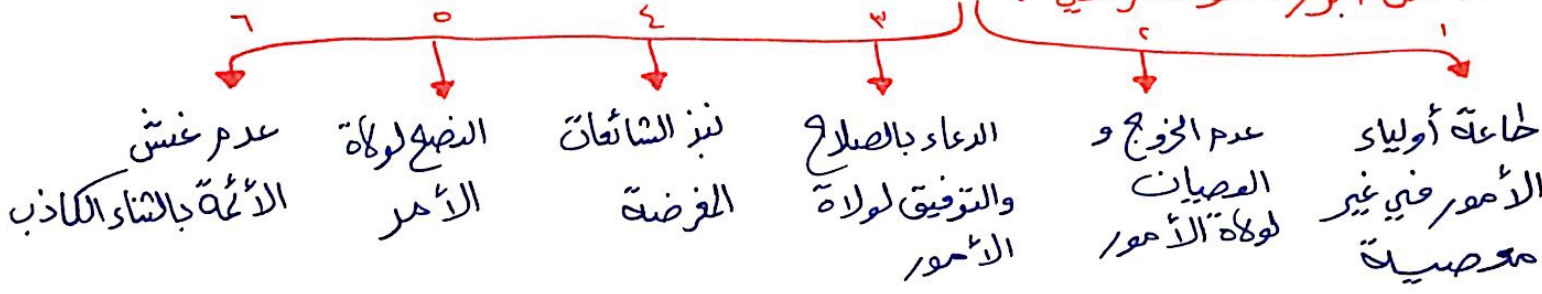 ١
٢
٣
٤
٥
٦
طاعة أولياء
الأمور في غير
معصية
عدم الخروج و
العصيان
لولاة الأمور
الدعاء بالصلاح
والتوفيق لولاة
الأمور
نبذ الشائعات
المغرضة
النصح لولاة
الأمر
عدم غش
الأئمة بالثناء الكاذب